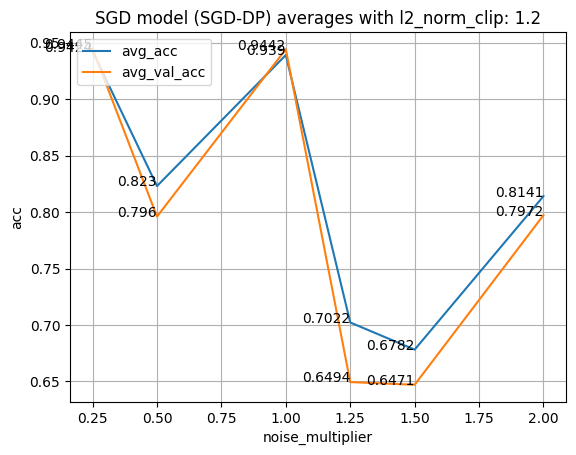 SGD model (SGD-DP) averages with l2_norm_clip: 1.2
avg_acc
avg_val_acc
0.9442
0.939
0.823
0.796
0.8141
0.7972
0.7022
0.6782
0.6494
0.6471
acc
0.95
0.90
0.85
0.80
0.75
0.70
0.65
0.25 0.50 0.75 1.00 1.25 1.50 1.75 2.00
noise_multiplier